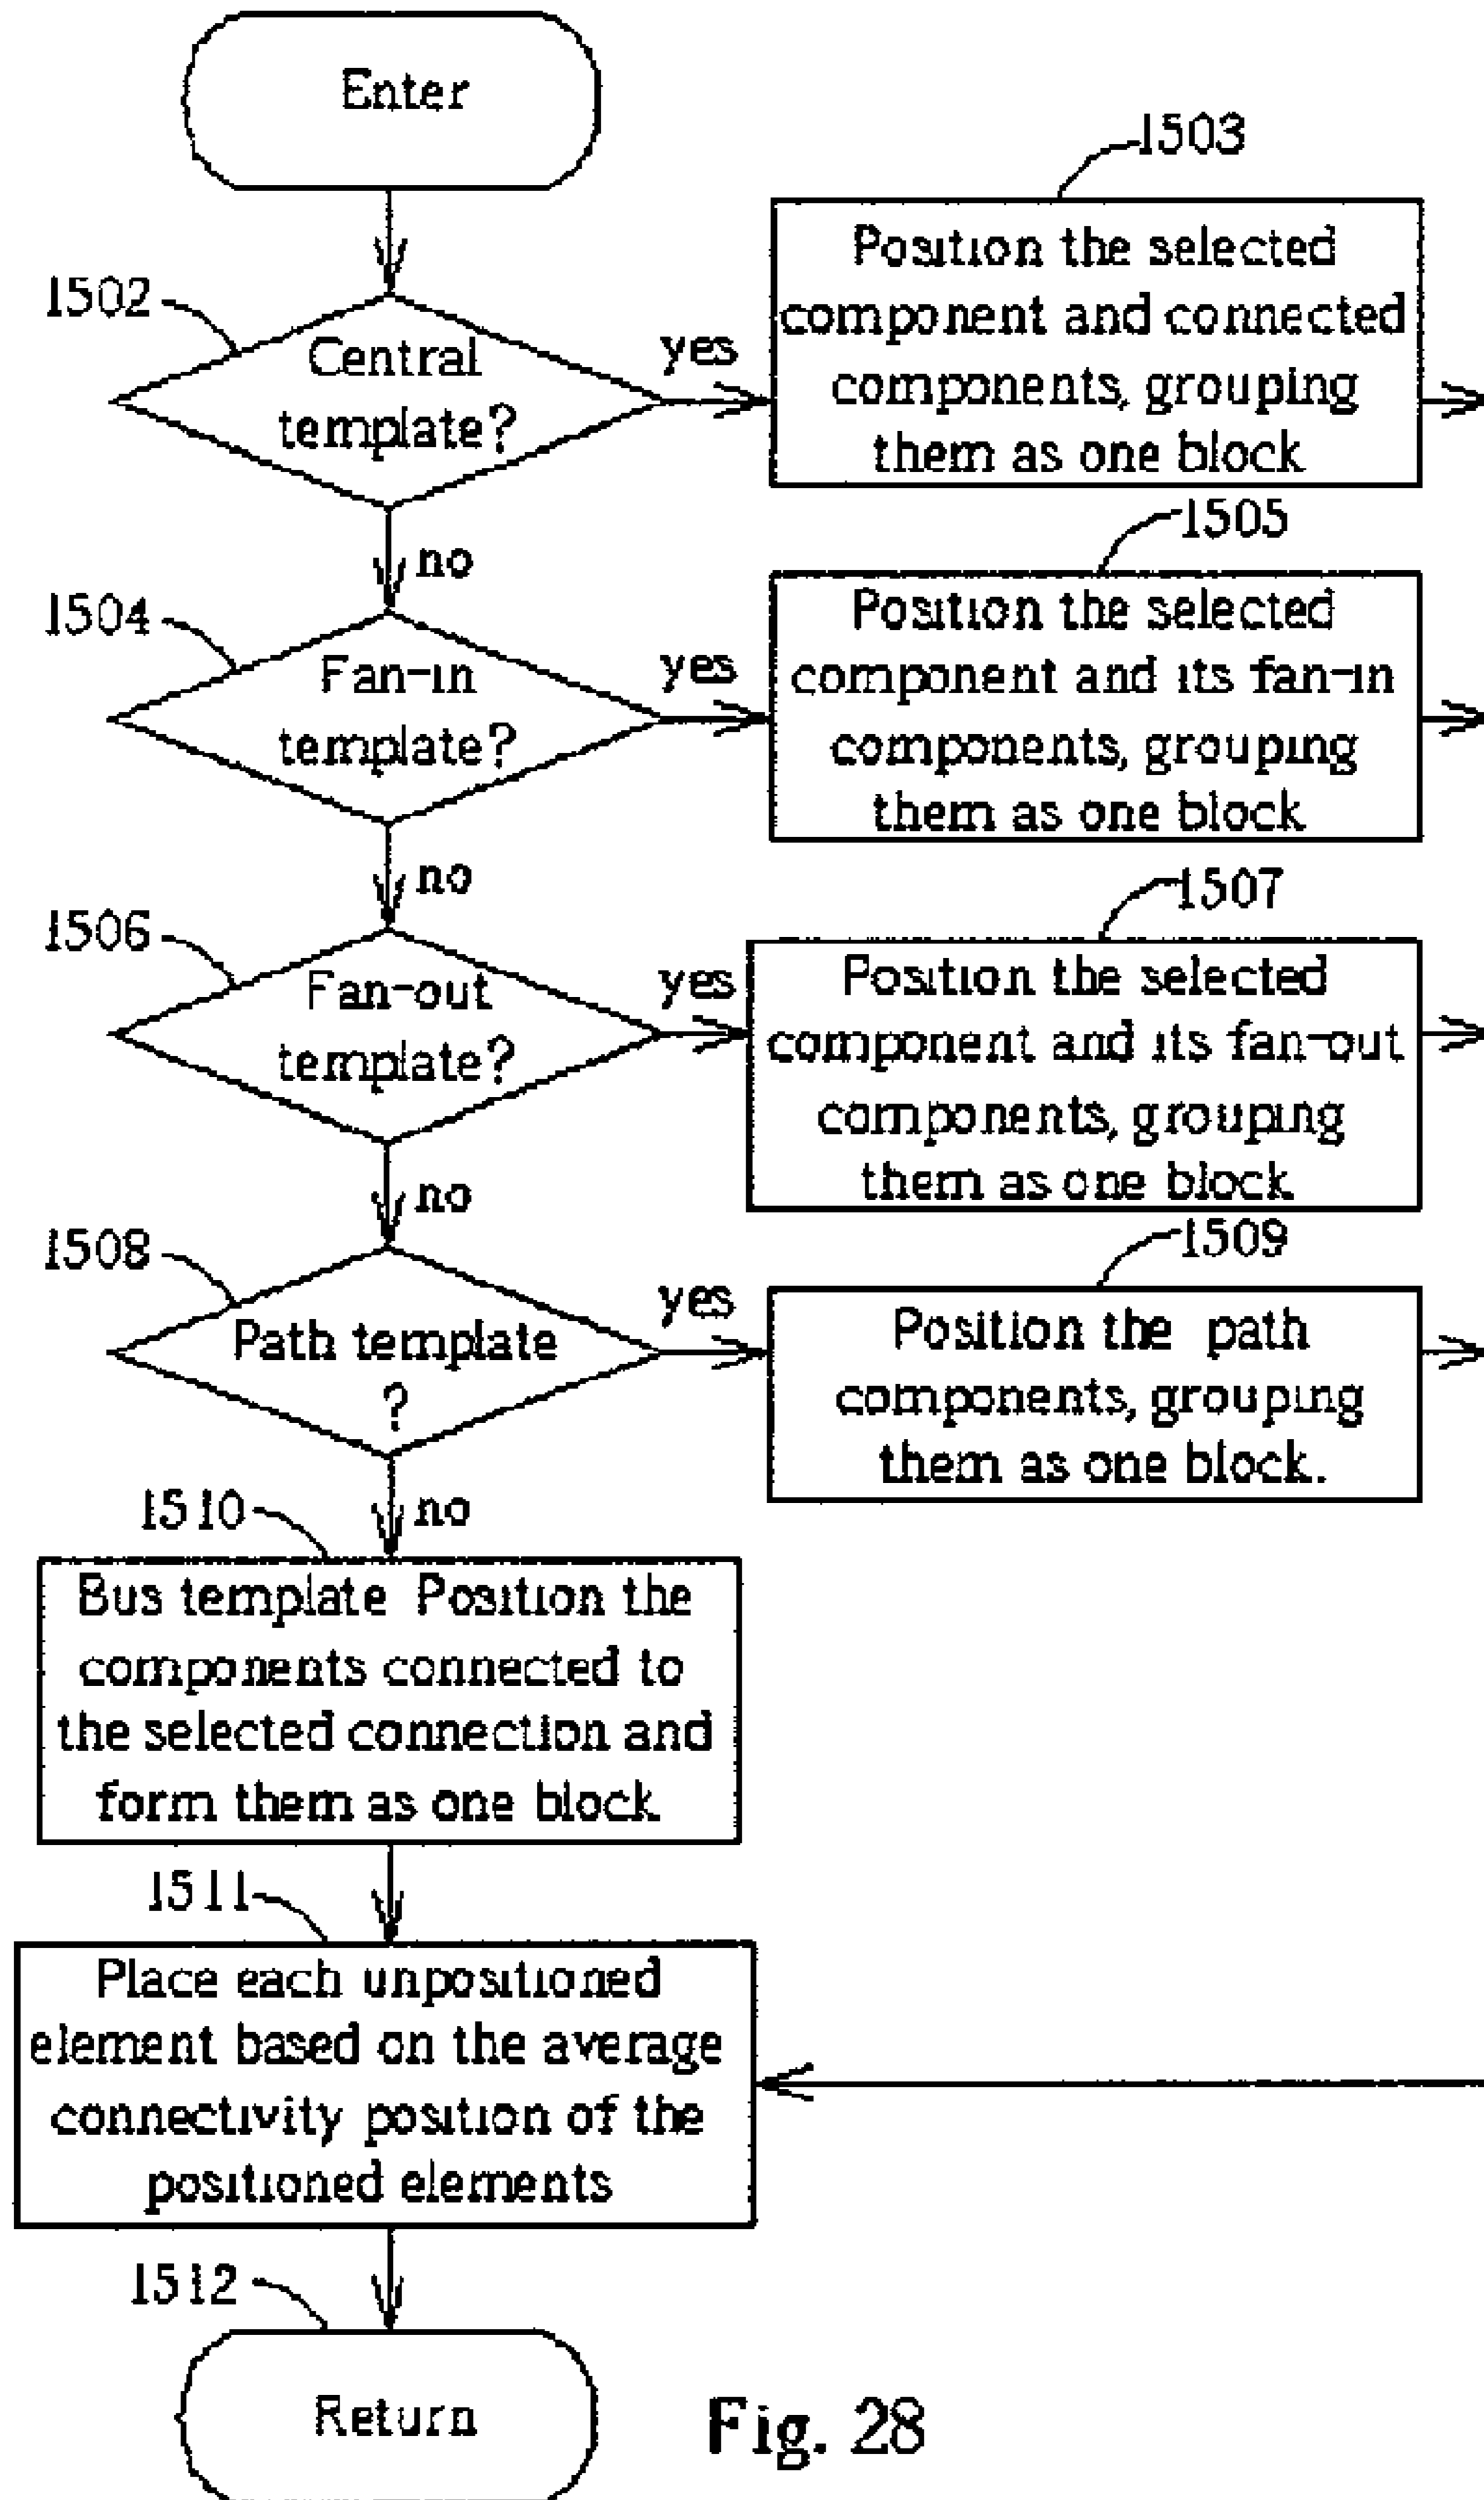 Enter
1503
Position the selected
component and connected
components, grouping
them as one block
1502
Central
template?
yes
no
1505
1504
Fan-in
template?
yes
Position the selected
component and its fan-in
components, grouping
them as one block
no
1507
1506
Fan-out
template?
yes
Position the selected
component and its fan-out
components, grouping
them as one block
no
1509
1508
Path template
?
yes
Position the path
components, grouping
them as one block.
no
1510
Bus template Position the
components connected to
the selected connection and
form them as one block
1511
Place each unpositioned
element based on the average
connectivity position of the
positioned elements
1512
Return
Fig. 28